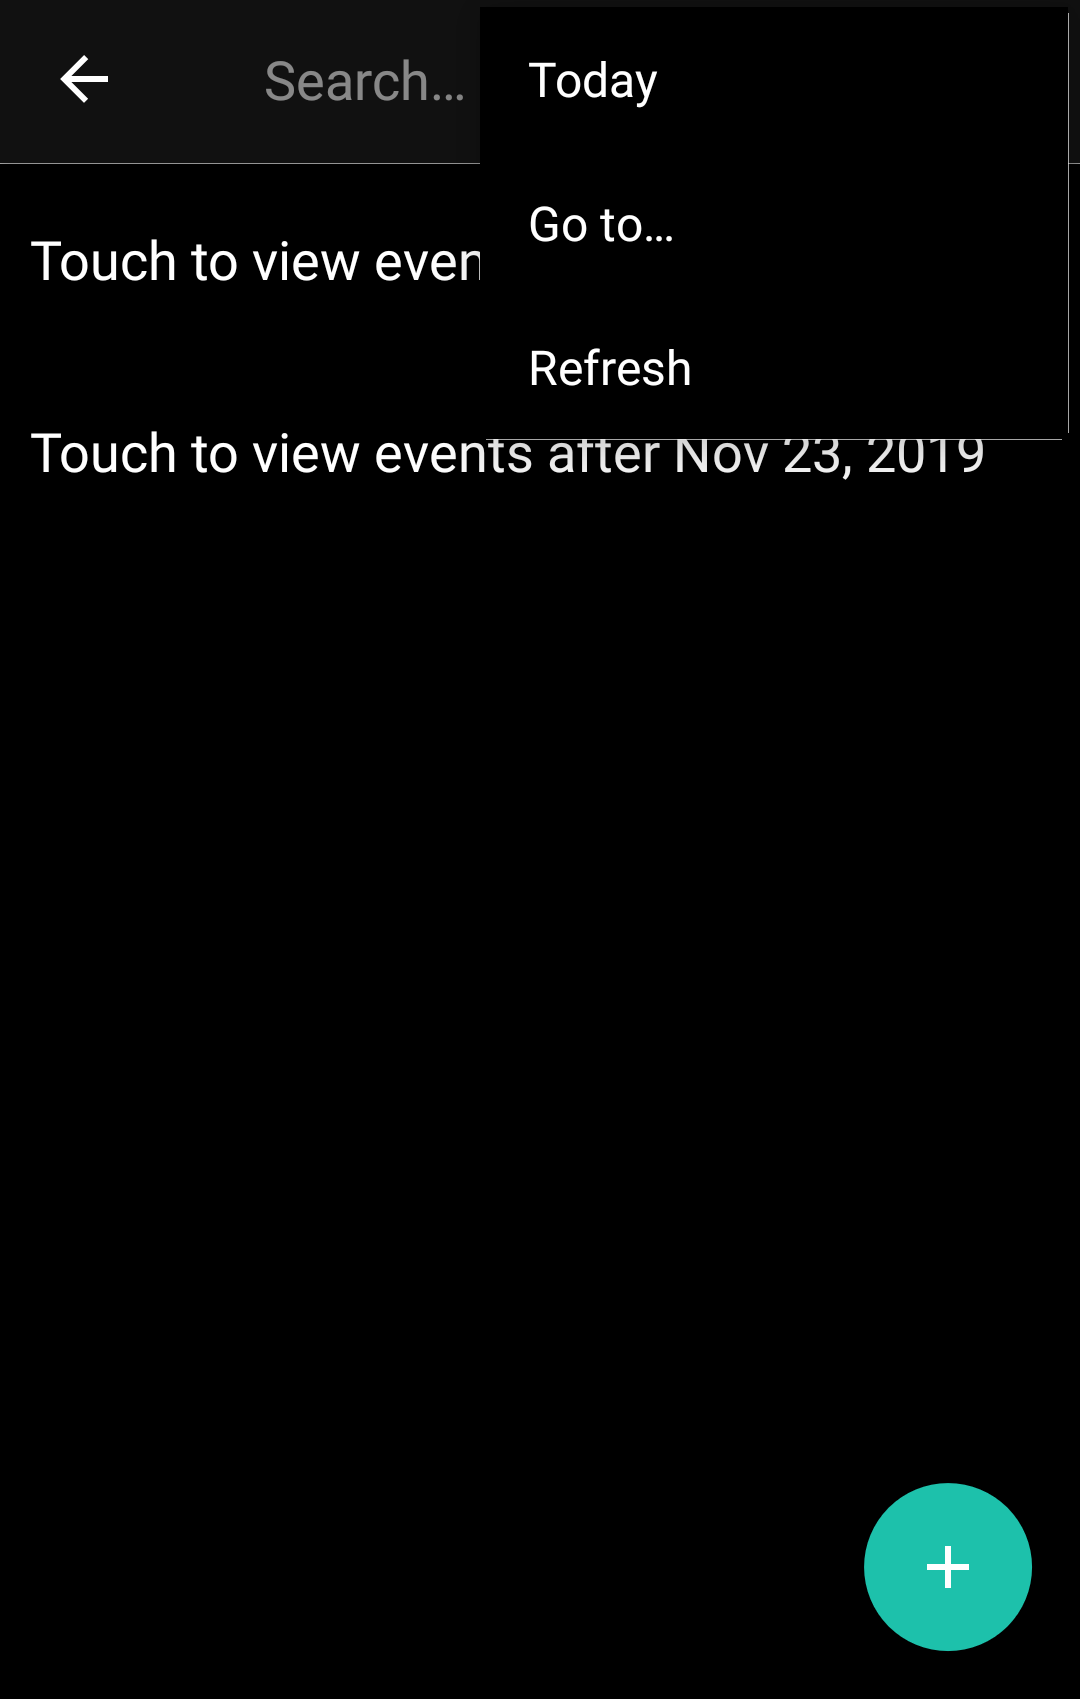 Search...
Today
Go to...
Touch to view even
Refresh
Touch to view events after Nov 23, 2019